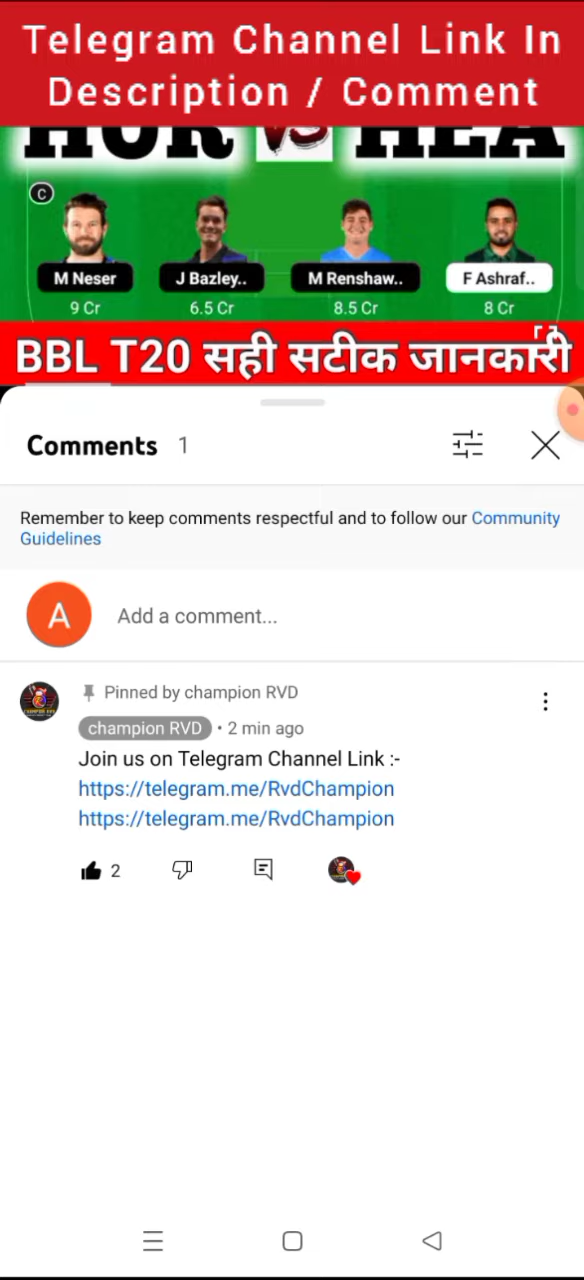 Telegram Channel Link In
Description / Comment
HUR VS HEA
C
M Neser J Bazley.. M Renshaw.. F Ashraf..
9 Cr 6.5 Cr 8.5 Cr 8 Cr
BBL T20 सही सटीक जानकारी
Comments 1
Remember to keep comments respectful and to follow our Community
Guidelines
A Add a comment...
Pinned by champion RVD
champion RVD • 2 min ago
Join us on Telegram Channel Link :-
https://telegram.me/RvdChampion
https://telegram.me/RvdChampion
2